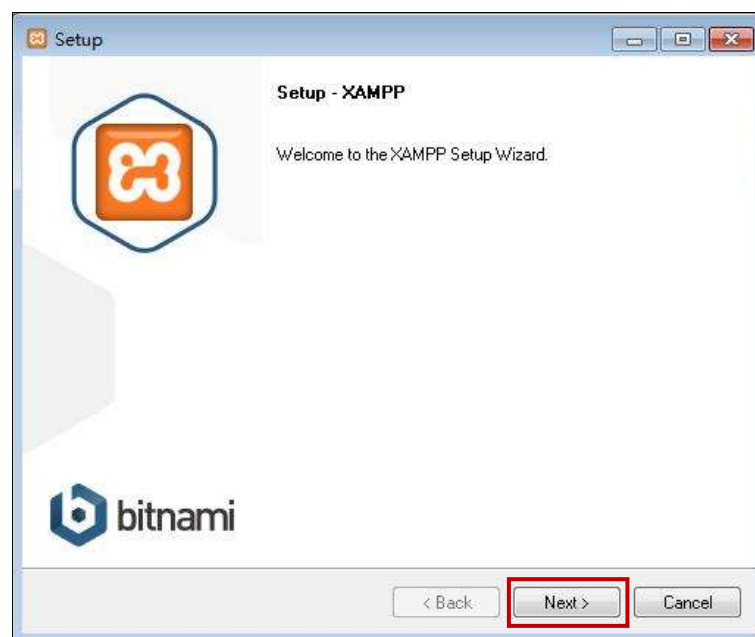 Setup
Setup - XAMPP
Welcome to the XAMPP Setup Wizard.
bitnami
< Back
Next >
Cancel